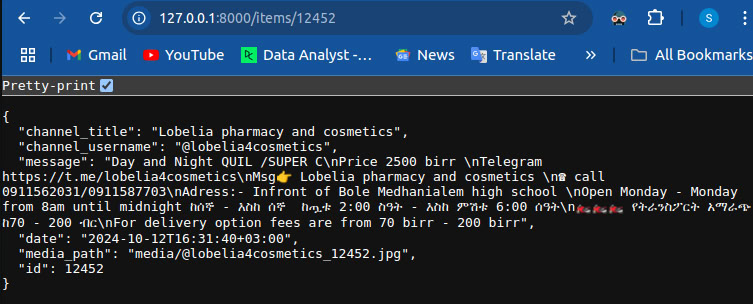 127.0.0.1:8000/items/12452
S
Gmail YouTube Data Analyst -... News Translate » All Bookmarks
Pretty-print
{
"channel_title": "Lobelia pharmacy and cosmetics",
"channel_username": "@lobelia4cosmetics",
"message": "Day and Night QUIL /SUPER C\nPrice 2500 birr \nTelegram
https://t.me/lobelia4cosmetics\nMsg👉 Lobelia pharmacy and cosmetics \n☎ call
0911562031/0911587703\nAdress:- Infront of Bole Medhanialem high school \nOpen Monday - Monday
from 8am until midnight ከሰኞ - እስከ ሰኞ ከጧቱ 2:00 ስዓት - እስከ ምሽቱ 6:00 ሰዓት\n🏍🏍🏍 የትራንስፖርት አማራጭ
ከ70 - 200 ብር\nFor delivery option fees are from 70 birr - 200 birr",
"date": "2024-10-12T16:31:40+03:00",
"media_path": "media/@lobelia4cosmetics_12452.jpg",
"id": 12452
}